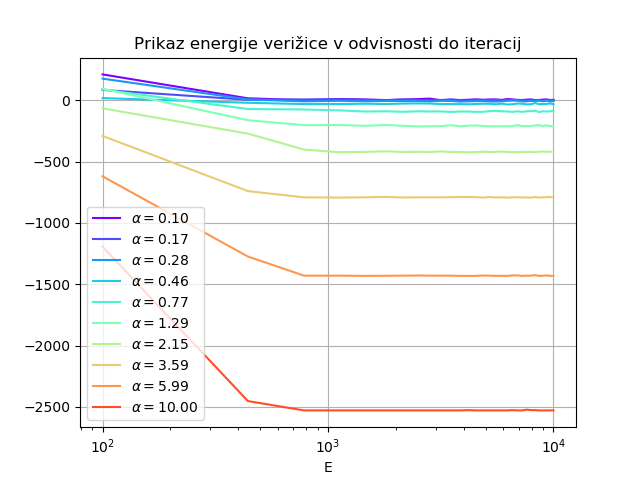 Prikaz energije verižice v odvisnosti do iteracij
0
−500
−1000
−1500
−2000
−2500
α = 0.10
α = 0.17
α = 0.28
α = 0.46
α = 0.77
α = 1.29
α = 2.15
α = 3.59
α = 5.99
α = 10.00
10²
10³
10⁴
E